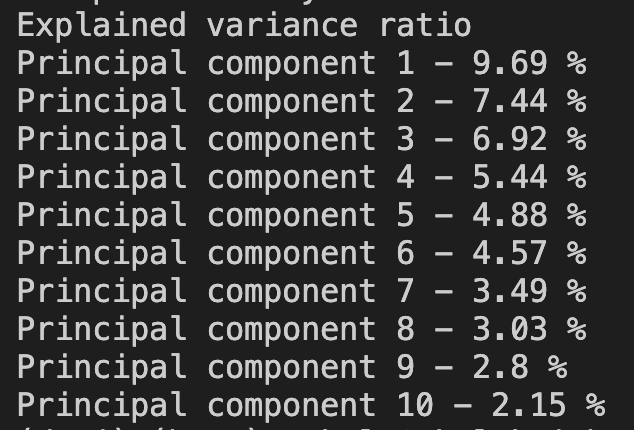 Explained variance ratio
Principal component 1 - 9.69 %
Principal component 2 - 7.44 %
Principal component 3 - 6.92 %
Principal component 4 - 5.44 %
Principal component 5 - 4.88 %
Principal component 6 - 4.57 %
Principal component 7 - 3.49 %
Principal component 8 - 3.03 %
Principal component 9 - 2.8 %
Principal component 10 - 2.15 %